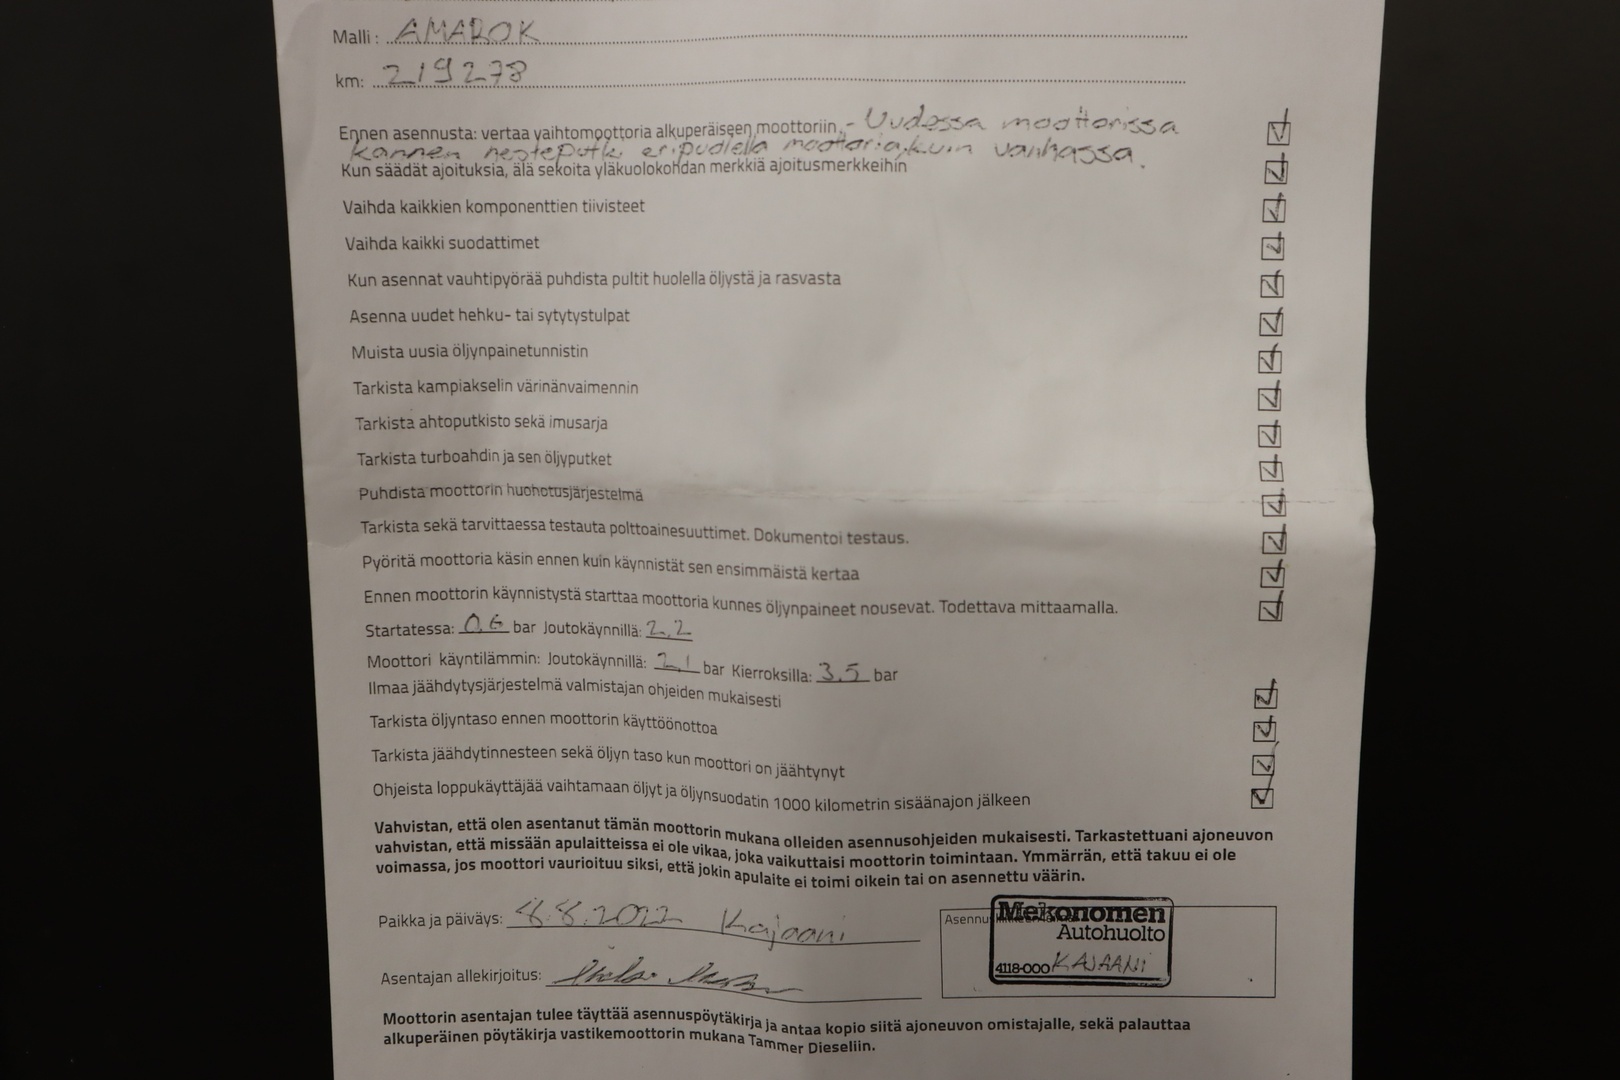 Malli: AMAROK
km: 219278
Ennen asennusta: vertaa vaihtomoottoria alkuperäiseen moottoriin. - Uudessa moottorissa
kannen nesteputki eripuolella moottoria, kuin vanhassa.
Kun säädät ajoituksia, älä sekoita yläkuolokohdan merkkiä ajoitusmerkkeihin
Vaihda kaikkien komponenttien tiivisteet
Vaihda kaikki suodattimet
Kun asennat vauhtipyörää puhdista pultit huolella öljystä ja rasvasta
Asenna uudet hehku- tai sytytystulpat
Muista uusia öljynpainetunnistin
Tarkista kampiakselin värinänvaimennin
Tarkista ahtoputkisto sekä imusarja
Tarkista turboahdin ja sen öljyputket
Puhdista moottorin huohotusjärjestelmä
Tarkista sekä tarvittaessa testauta polttoainesuuttimet. Dokumentoi testaus.
Pyöritä moottoria käsin ennen kuin käynnistät sen ensimmäistä kertaa
Ennen moottorin käynnistystä starttaa moottoria kunnes öljynpaineet nousevat. Todettava mittaamalla.
Startatessa: 0,6 bar Joutokäynnillä: 2,2
Moottori käyntilämmin: Joutokäynnillä: 2,1 bar Kierroksilla: 3,5 bar
Ilmaa jäähdytysjärjestelmä valmistajan ohjeiden mukaisesti
Tarkista öljyntaso ennen moottorin käyttöönottoa
Tarkista jäähdytinnesteen sekä öljyn taso kun moottori on jäähtynyt
Ohjeista loppukäyttäjää vaihtamaan öljyt ja öljynsuodatin 1000 kilometrin sisäänajon jälkeen
Vahvistan, että olen asentanut tämän moottorin mukana olleiden asennusohjeiden mukaisesti. Tarkastettuani ajoneuvon
vahvistan, että missään apulaitteissa ei ole vikaa, joka vaikuttaisi moottorin toimintaan. Ymmärrän, että takuu ei ole
voimassa, jos moottori vaurioituu siksi, että jokin apulaite ei toimi oikein tai on asennettu väärin.
Paikka ja päiväys: 8.8.2022 Kajaani
Asennu
Mekonomen
Autohuolto
4118-000 KAJAANI
Asentajan allekirjoitus:
Moottorin asentajan tulee täyttää asennuspöytäkirja ja antaa kopio siitä ajoneuvon omistajalle, sekä palauttaa
alkuperäinen pöytäkirja vastikemoottorin mukana Tammer Dieseliin.